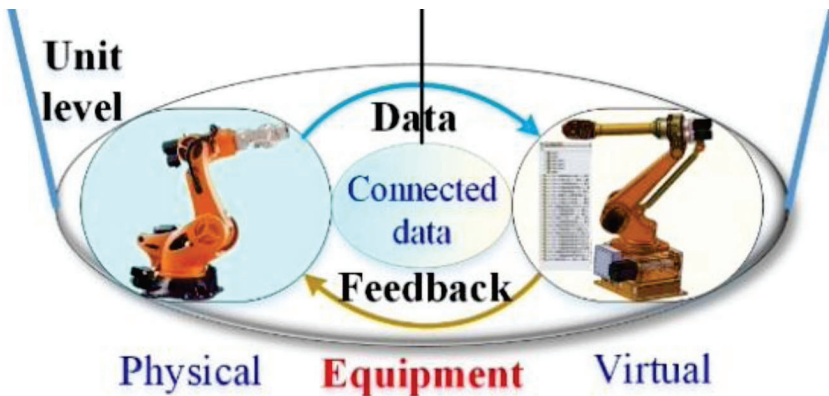 Unit
level
Data
Connected
data
Feedback
Physical
Equipment
Virtual